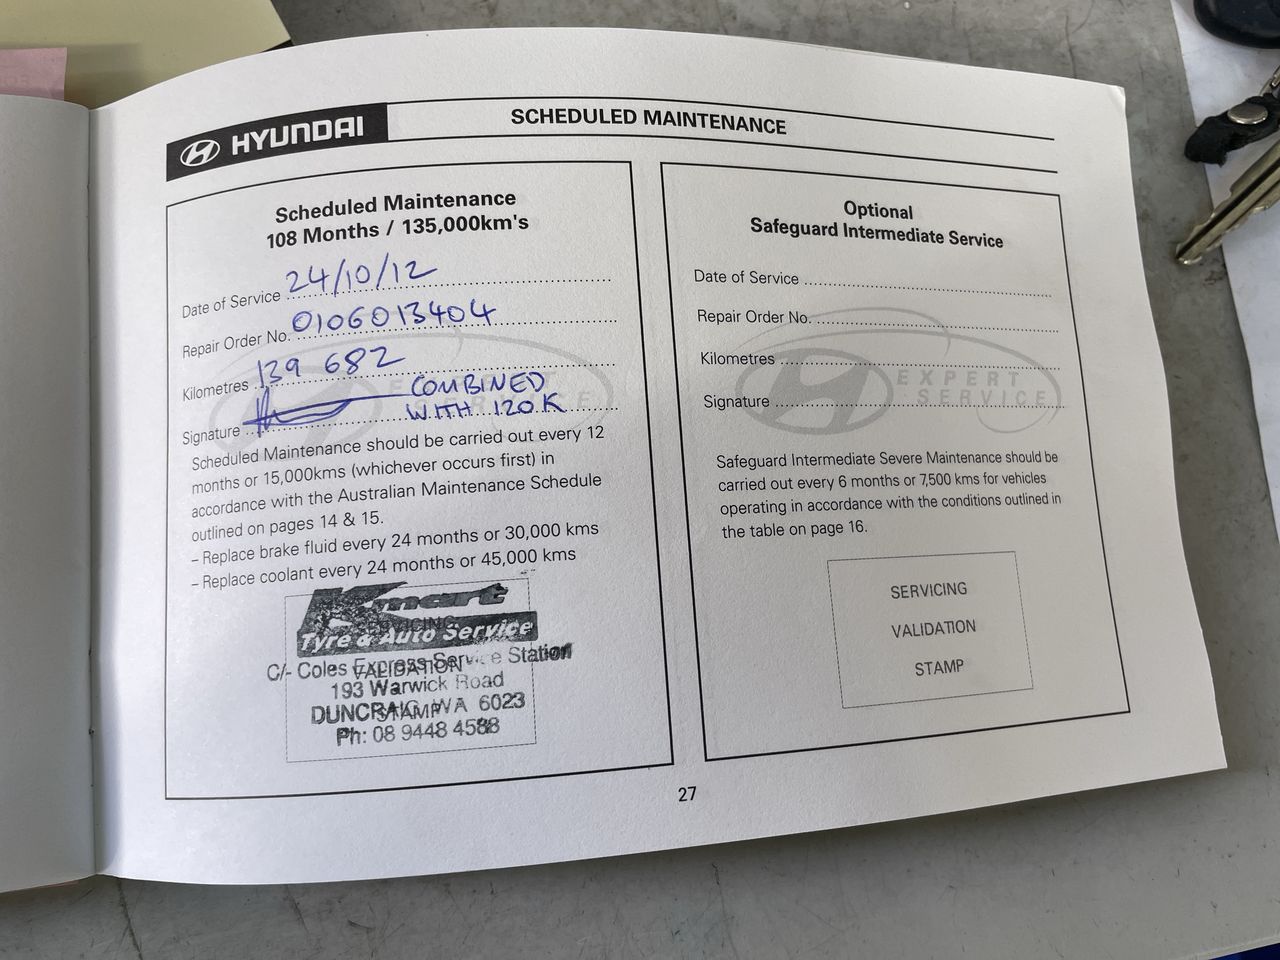 HYUNDAI
SCHEDULED MAINTENANCE
Scheduled Maintenance
108 Months / 135,000km's
Date of Service 24/10/12
Repair Order No. 0106013404
Kilometres 139 682
COMBINED
Signature WITH 120K
EXPERT
SERVICE
Scheduled Maintenance should be carried out every 12
months or 15,000kms (whichever occurs first) in
accordance with the Australian Maintenance Schedule
outlined on pages 14 & 15.
– Replace brake fluid every 24 months or 30,000 kms
– Replace coolant every 24 months or 45,000 kms
Kmart
SERVICING
Tyre & Auto Service
VALIDATION
C/- Coles Express Service Station
193 Warwick Road
STAMP
DUNCRAIG WA 6023
Ph: 08 9448 4588
Optional
Safeguard Intermediate Service
Date of Service
Repair Order No.
Kilometres
EXPERT
SERVICE
Signature
Safeguard Intermediate Severe Maintenance should be
carried out every 6 months or 7,500 kms for vehicles
operating in accordance with the conditions outlined in
the table on page 16.
SERVICING
VALIDATION
STAMP
27